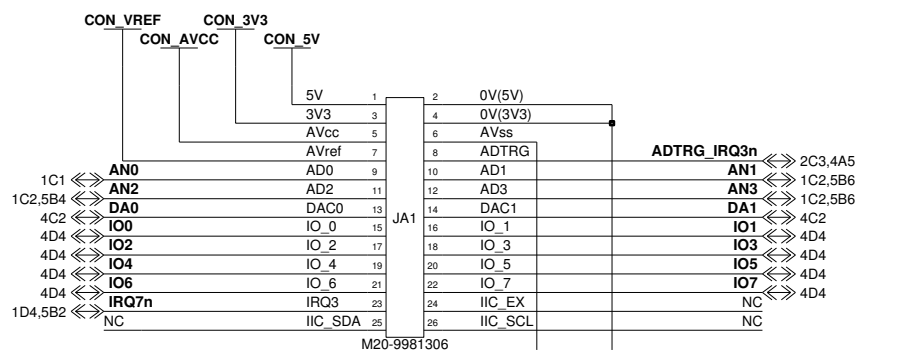 CON_VREF CON_3V3
CON_AVCC CON_5V
5V 1 2 0V(5V)
3V3 3 4 0V(3V3)
AVcc 5 6 AVss
AVref 7 8 ADTRG ADTRG_IRQ3n 2C3,4A5
1C1 AN0 AD0 9 10 AD1 AN1 1C2,5B6
1C2,5B4 AN2 AD2 11 12 AD3 AN3 1C2,5B6
4C2 DA0 DAC0 13 JA1 14 DAC1 DA1 4C2
4D4 IO0 IO_0 15 16 IO_1 IO1 4D4
4D4 IO2 IO_2 17 18 IO_3 IO3 4D4
4D4 IO4 IO_4 19 20 IO_5 IO5 4D4
4D4 IO6 IO_6 21 22 IO_7 IO7 4D4
1D4,5B2 IRQ7n IRQ3 23 24 IIC_EX NC
NC IIC_SDA 25 26 IIC_SCL NC
M20-9981306